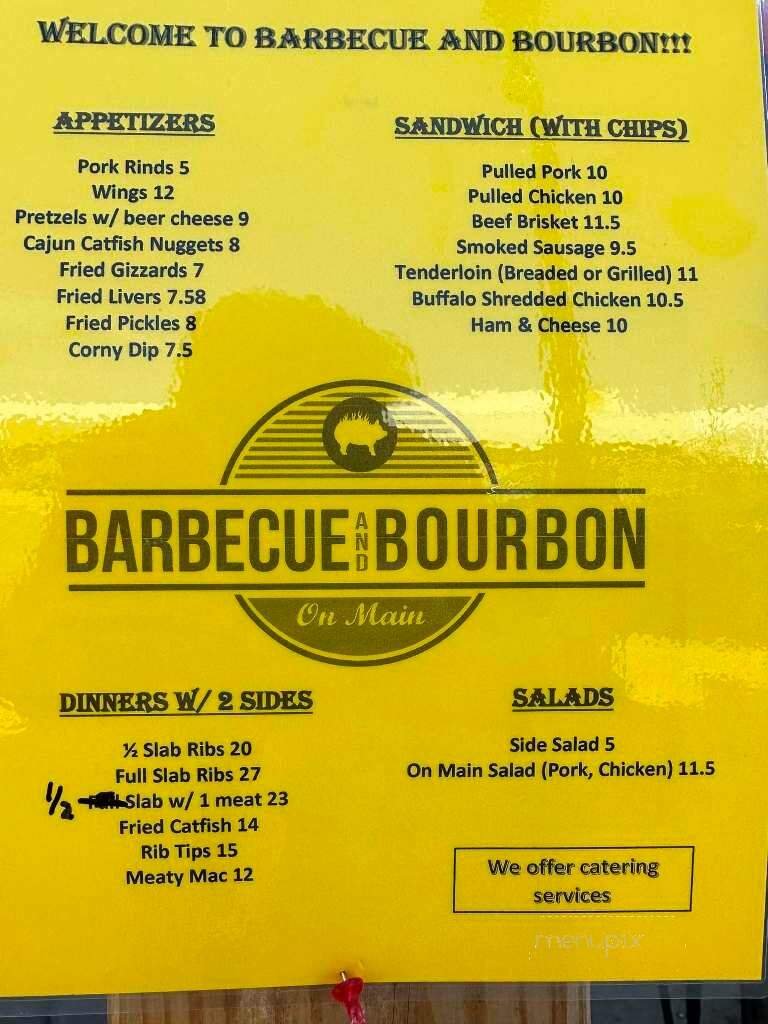 WELCOME TO BARBECUE AND BOURBON!!!
APPETIZERS
Pork Rinds 5
Wings 12
Pretzels w/ beer cheese 9
Cajun Catfish Nuggets 8
Fried Gizzards 7
Fried Livers 7.58
Fried Pickles 8
Corny Dip 7.5
SANDWICH (WITH CHIPS)
Pulled Pork 10
Pulled Chicken 10
Beef Brisket 11.5
Smoked Sausage 9.5
Tenderloin (Breaded or Grilled) 11
Buffalo Shredded Chicken 10.5
Ham & Cheese 10
BARBECUE AND BOURBON
On Main
DINNERS W/ 2 SIDES
½ Slab Ribs 20
Full Slab Ribs 27
1/2 Slab w/ 1 meat 23
Fried Catfish 14
Rib Tips 15
Meaty Mac 12
SALADS
Side Salad 5
On Main Salad (Pork, Chicken) 11.5
We offer catering
services
menupix